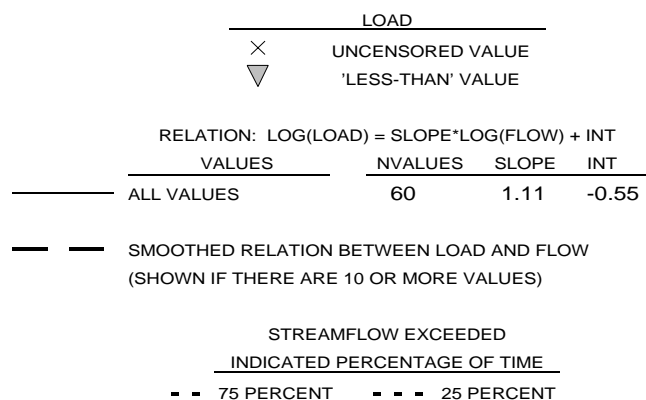 LOAD
UNCENSORED VALUE
'LESS-THAN' VALUE
RELATION: LOG(LOAD) = SLOPE*LOG(FLOW) + INT
VALUES NVALUES SLOPE INT
ALL VALUES 60 1.11 -0.55
SMOOTHED RELATION BETWEEN LOAD AND FLOW
(SHOWN IF THERE ARE 10 OR MORE VALUES)
STREAMFLOW EXCEEDED
INDICATED PERCENTAGE OF TIME
75 PERCENT 25 PERCENT